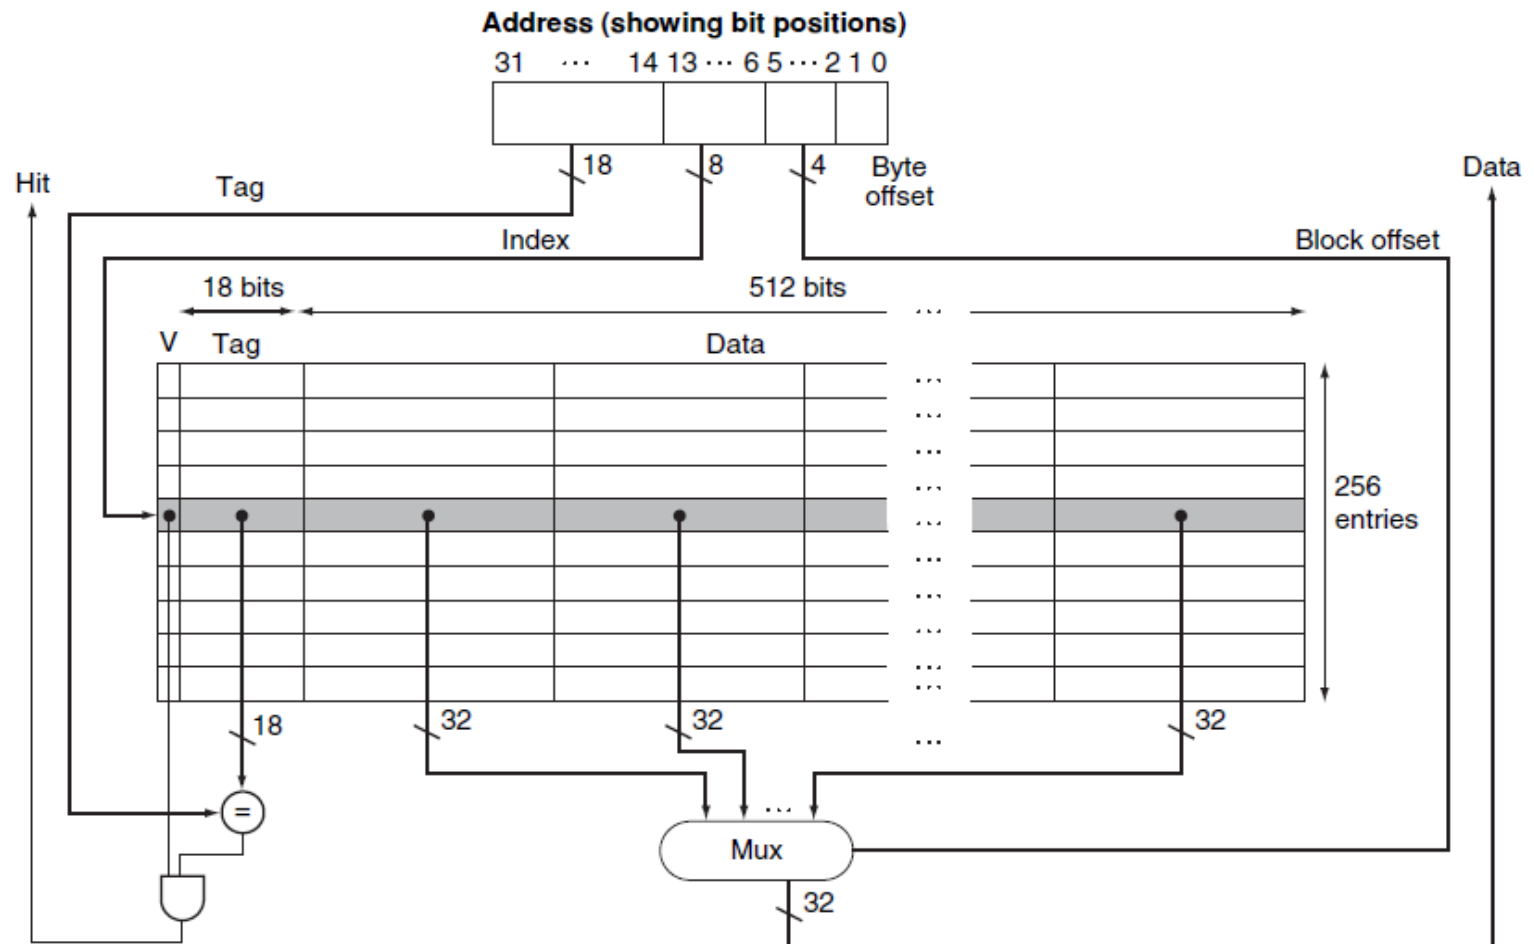 Address (showing bit positions)
31 ... 14 13 ... 6 5 ... 2 1 0
18 8 4 Byte
offset
Hit
Tag
Data
Index
Block offset
18 bits
512 bits
...
V Tag Data
...
...
...
...
...
...
...
...
...
...
256
entries
18 32 32 ... 32
=
...
Mux
32